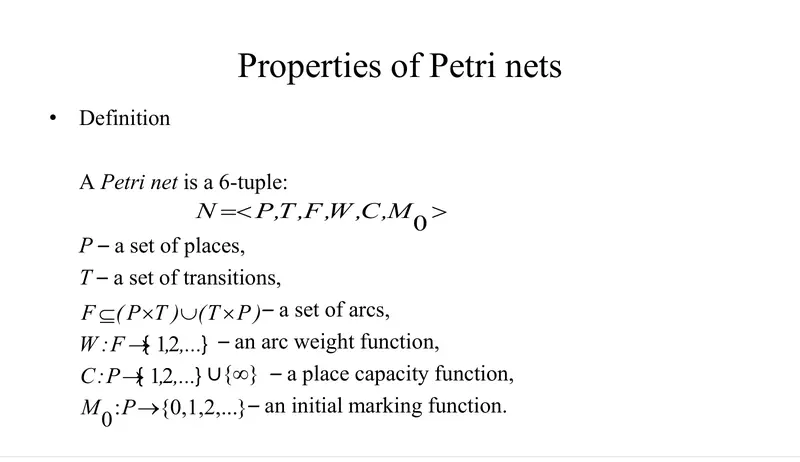 Properties of Petri nets
• Definition
A Petri net is a 6-tuple:
N=<P,T,F,W,C,M0>
P – a set of places,
T – a set of transitions,
F⊆(P×T)∪(T×P)– a set of arcs,
W:F→{1,2,...} – an arc weight function,
C:P→{1,2,...}∪{∞} – a place capacity function,
M0:P→{0,1,2,...}– an initial marking function.